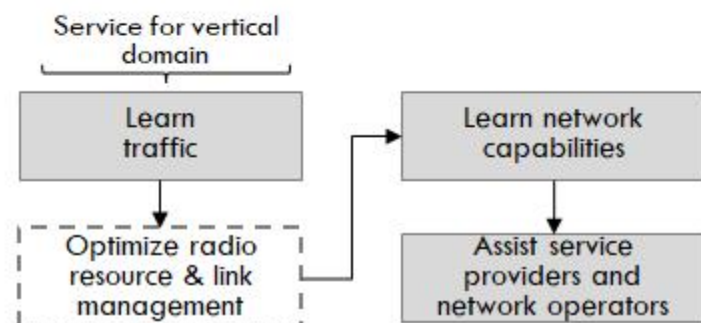 Service for vertical
domain
Learn
traffic
Optimize radio
resource & link
management
Learn network
capabilities
Assist service
providers and
network operators